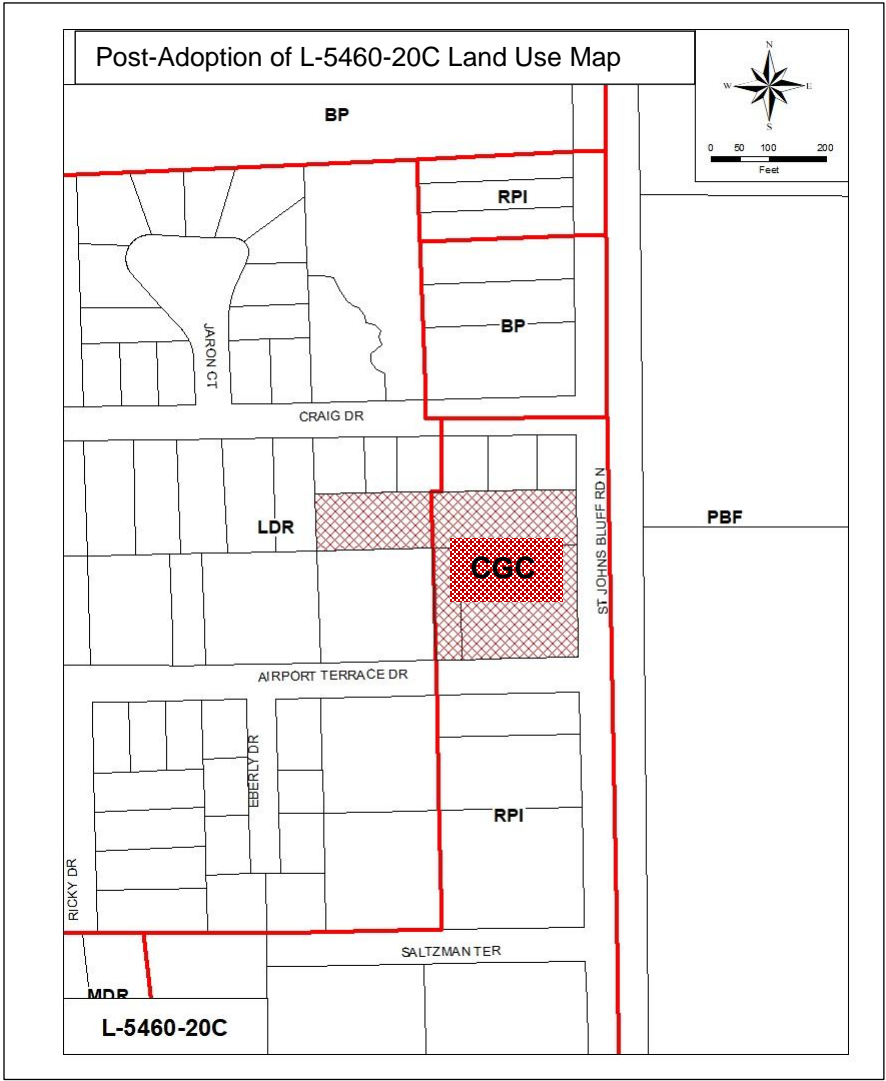 Post-Adoption of L-5460-20C Land Use Map
N
W E
S
0 50 100 200
Feet
BP
RPI
BP
JARON CT
CRAIG DR
LDR
CGC
ST JOHNS BLUFF RD N
PBF
AIRPORT TERRACE DR
EBERLY DR
RPI
RICKY DR
SALTZMAN TER
MDR
L-5460-20C